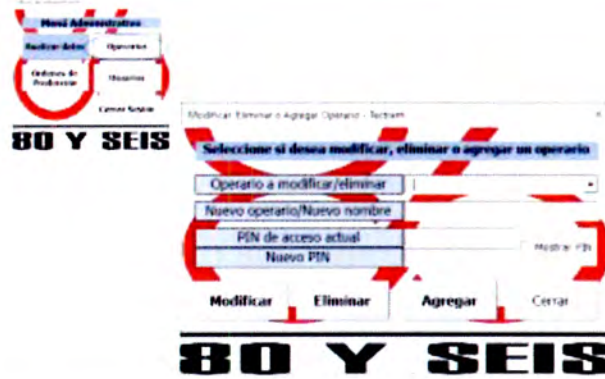 Menú Administrativo
Analizar datos
Operarios
Órdenes de
Producción
Usuarios
Cerrar Sesión
80 Y SEIS
Modificar Eliminar o Agregar Operario - Tectram
Seleccione si desea modificar, eliminar o agregar un operario
Operario a modificar/eliminar
Nuevo operario/Nuevo nombre
PIN de acceso actual
Mostrar PIN
Nuevo PIN
Modificar
Eliminar
Agregar
Cerrar
80 Y SEIS